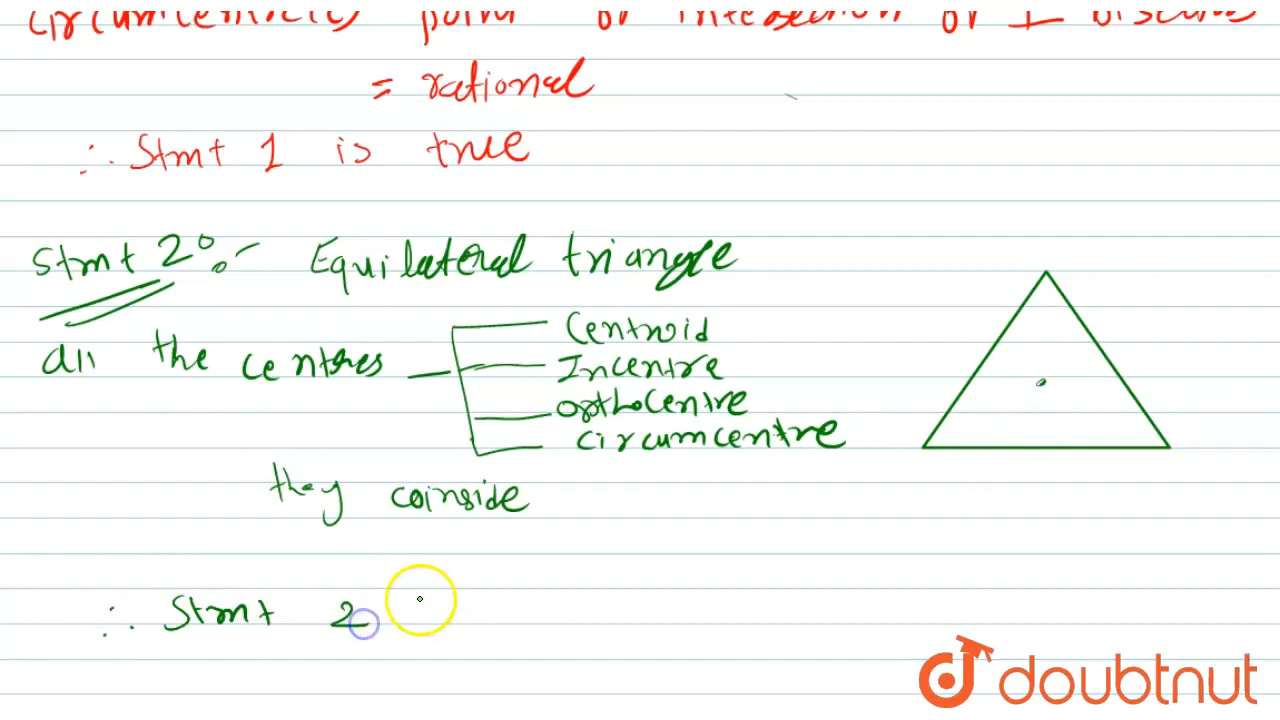 = rational
∴ Stmt 1 is true
Stmt 2 :- Equilateral triangle
all the centres
Centroid
Incentre
orthocentre
circumcentre
they coinside
∴ Stmt 2
doubtnut